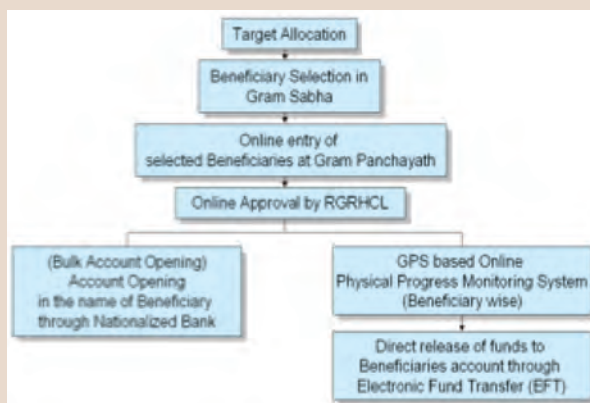 Target Allocation
Beneficiary Selection in
Gram Sabha
Online entry of
selected Beneficiaries at Gram Panchayath
Online Approval by RGRHCL
(Bulk Account Opening)
Account Opening
in the name of Beneficiary
through Nationalized Bank
GPS based Online
Physical Progress Monitoring System
(Beneficiary wise)
Direct release of funds to
Beneficiaries account through
Electronic Fund Transfer (EFT)